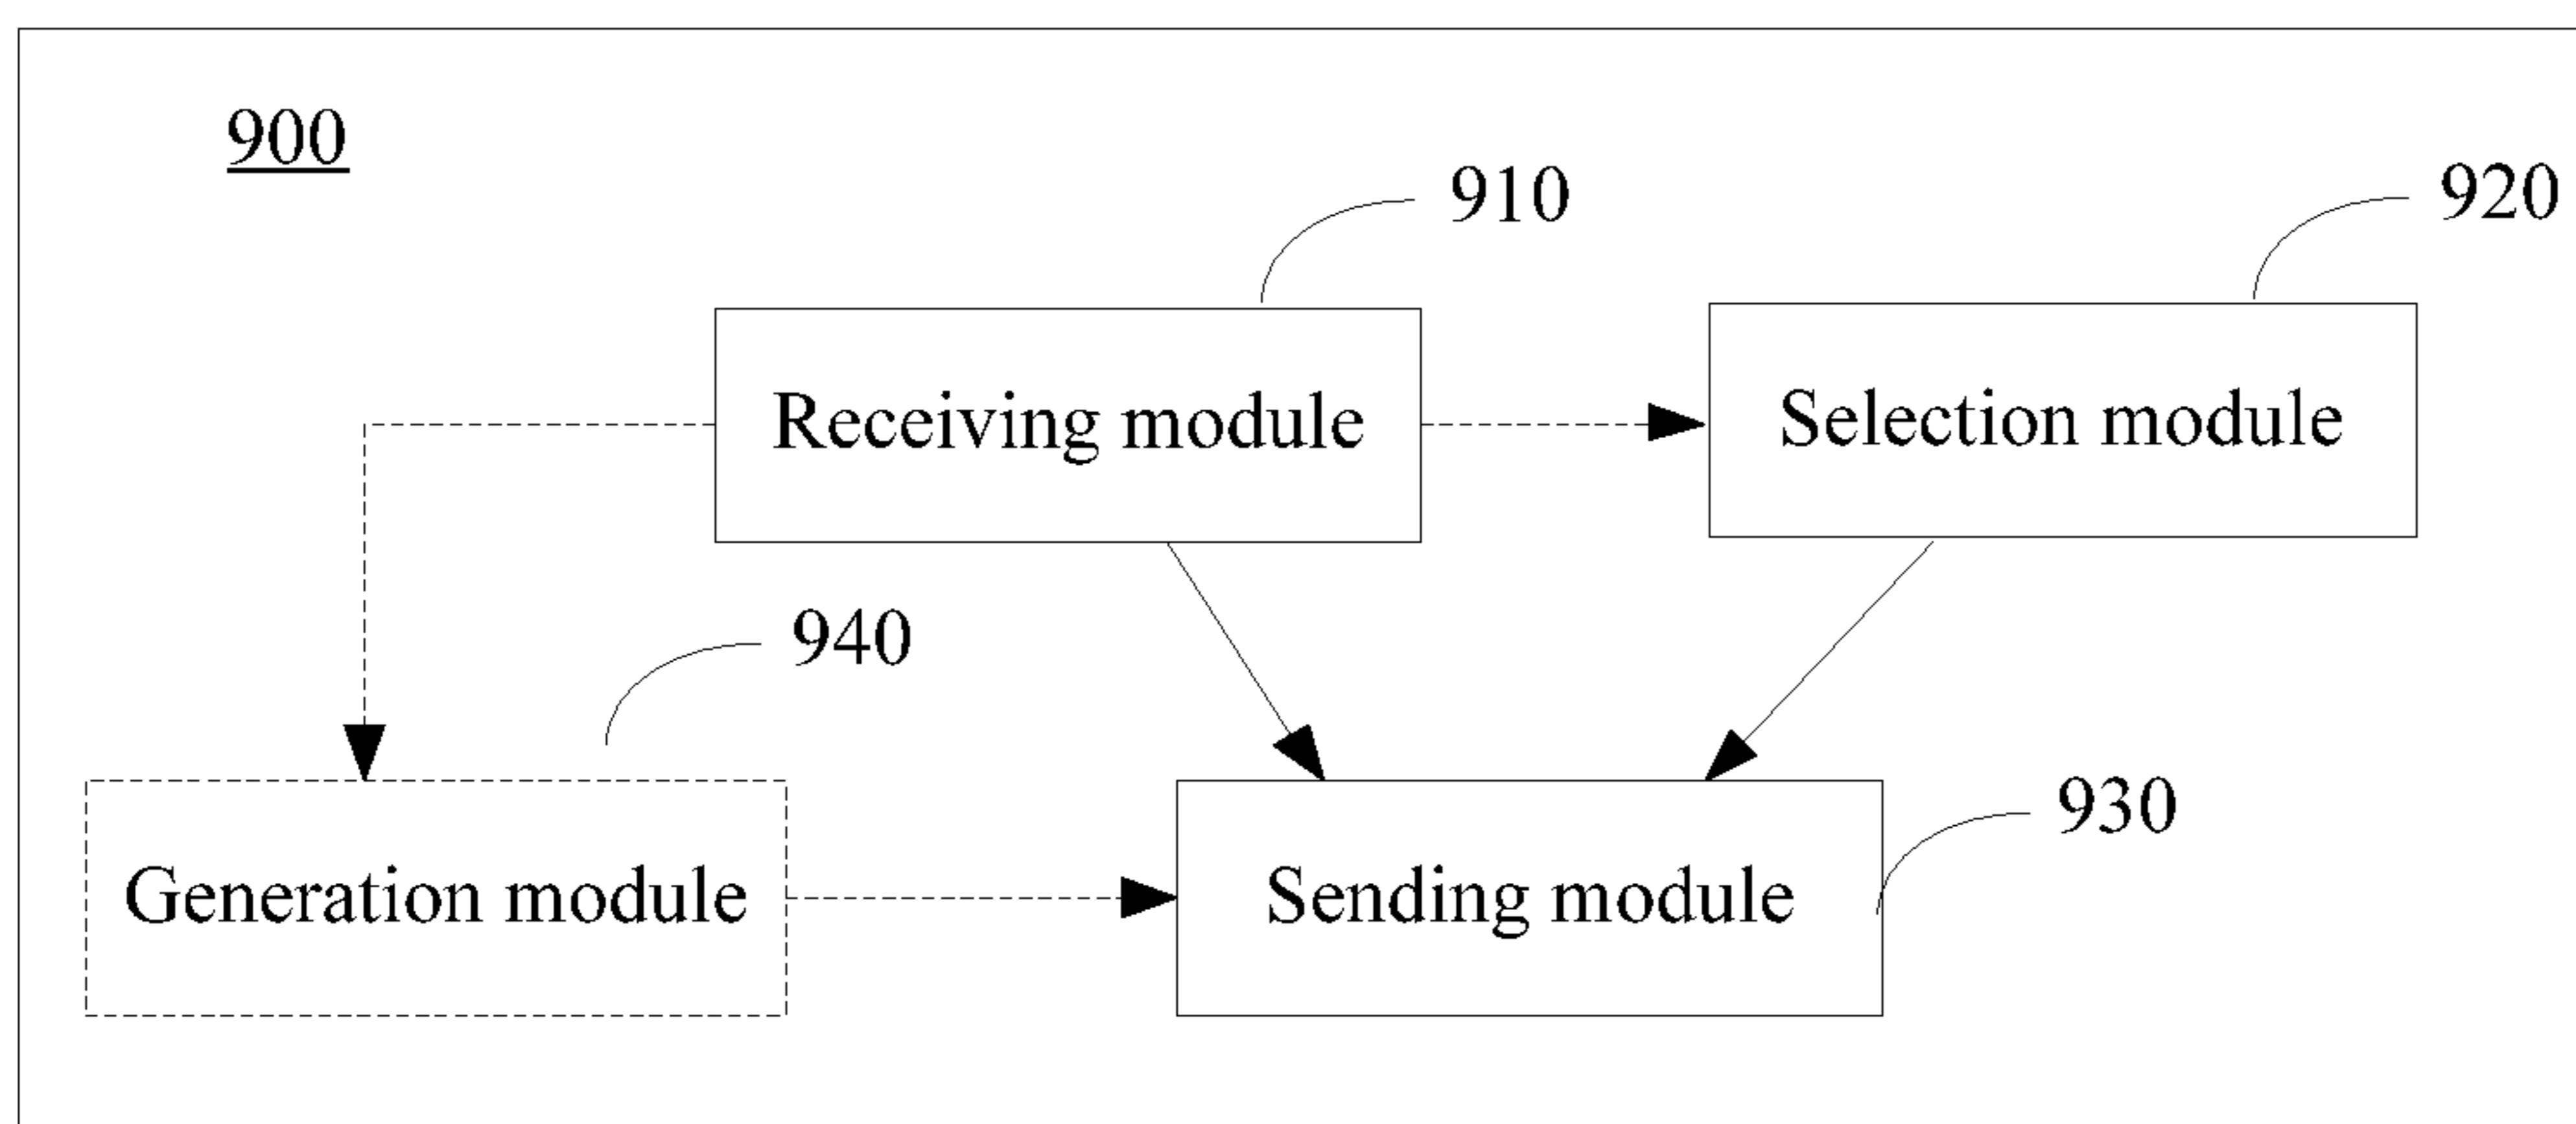 900
910
920
Receiving module
Selection module
940
930
Generation module
Sending module